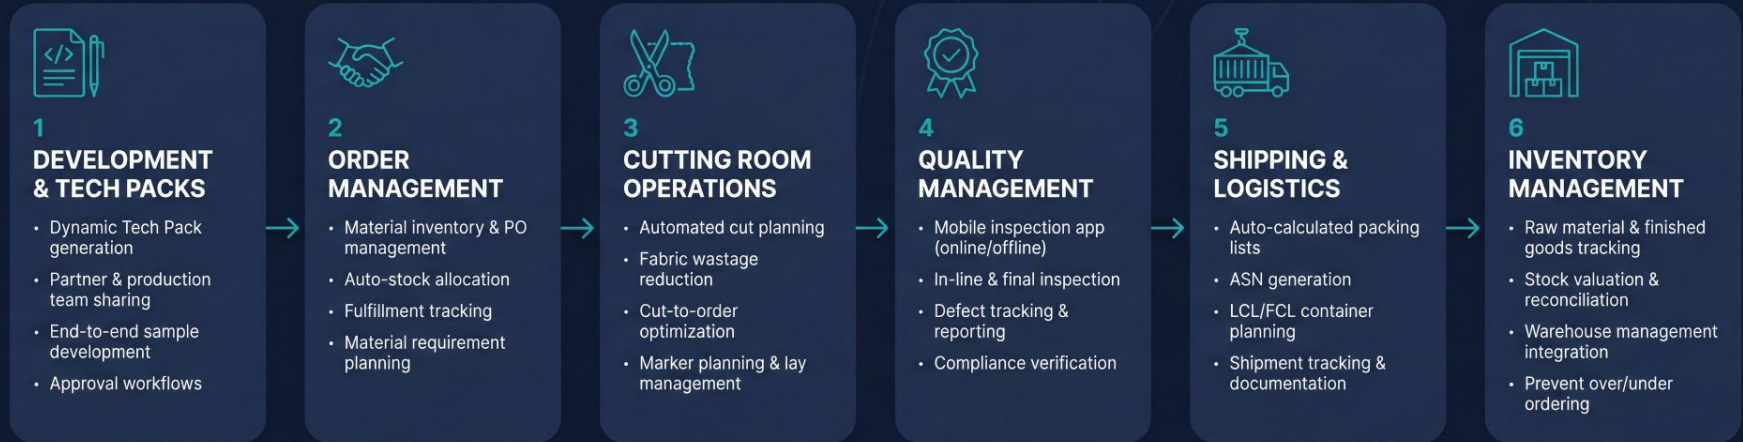 </>
1
DEVELOPMENT
& TECH PACKS
• Dynamic Tech Pack
generation
• Partner & production
team sharing
• End-to-end sample
development
• Approval workflows
2
ORDER
MANAGEMENT
• Material inventory & PO
management
• Auto-stock allocation
• Fulfillment tracking
• Material requirement
planning
3
CUTTING ROOM
OPERATIONS
• Automated cut planning
• Fabric wastage
reduction
• Cut-to-order
optimization
• Marker planning & lay
management
4
QUALITY
MANAGEMENT
• Mobile inspection app
(online/offline)
• In-line & final inspection
• Defect tracking &
reporting
• Compliance verification
5
SHIPPING &
LOGISTICS
• Auto-calculated packing
lists
• ASN generation
• LCL/FCL container
planning
• Shipment tracking &
documentation
6
INVENTORY
MANAGEMENT
• Raw material & finished
goods tracking
• Stock valuation &
reconciliation
• Warehouse management
integration
• Prevent over/under
ordering